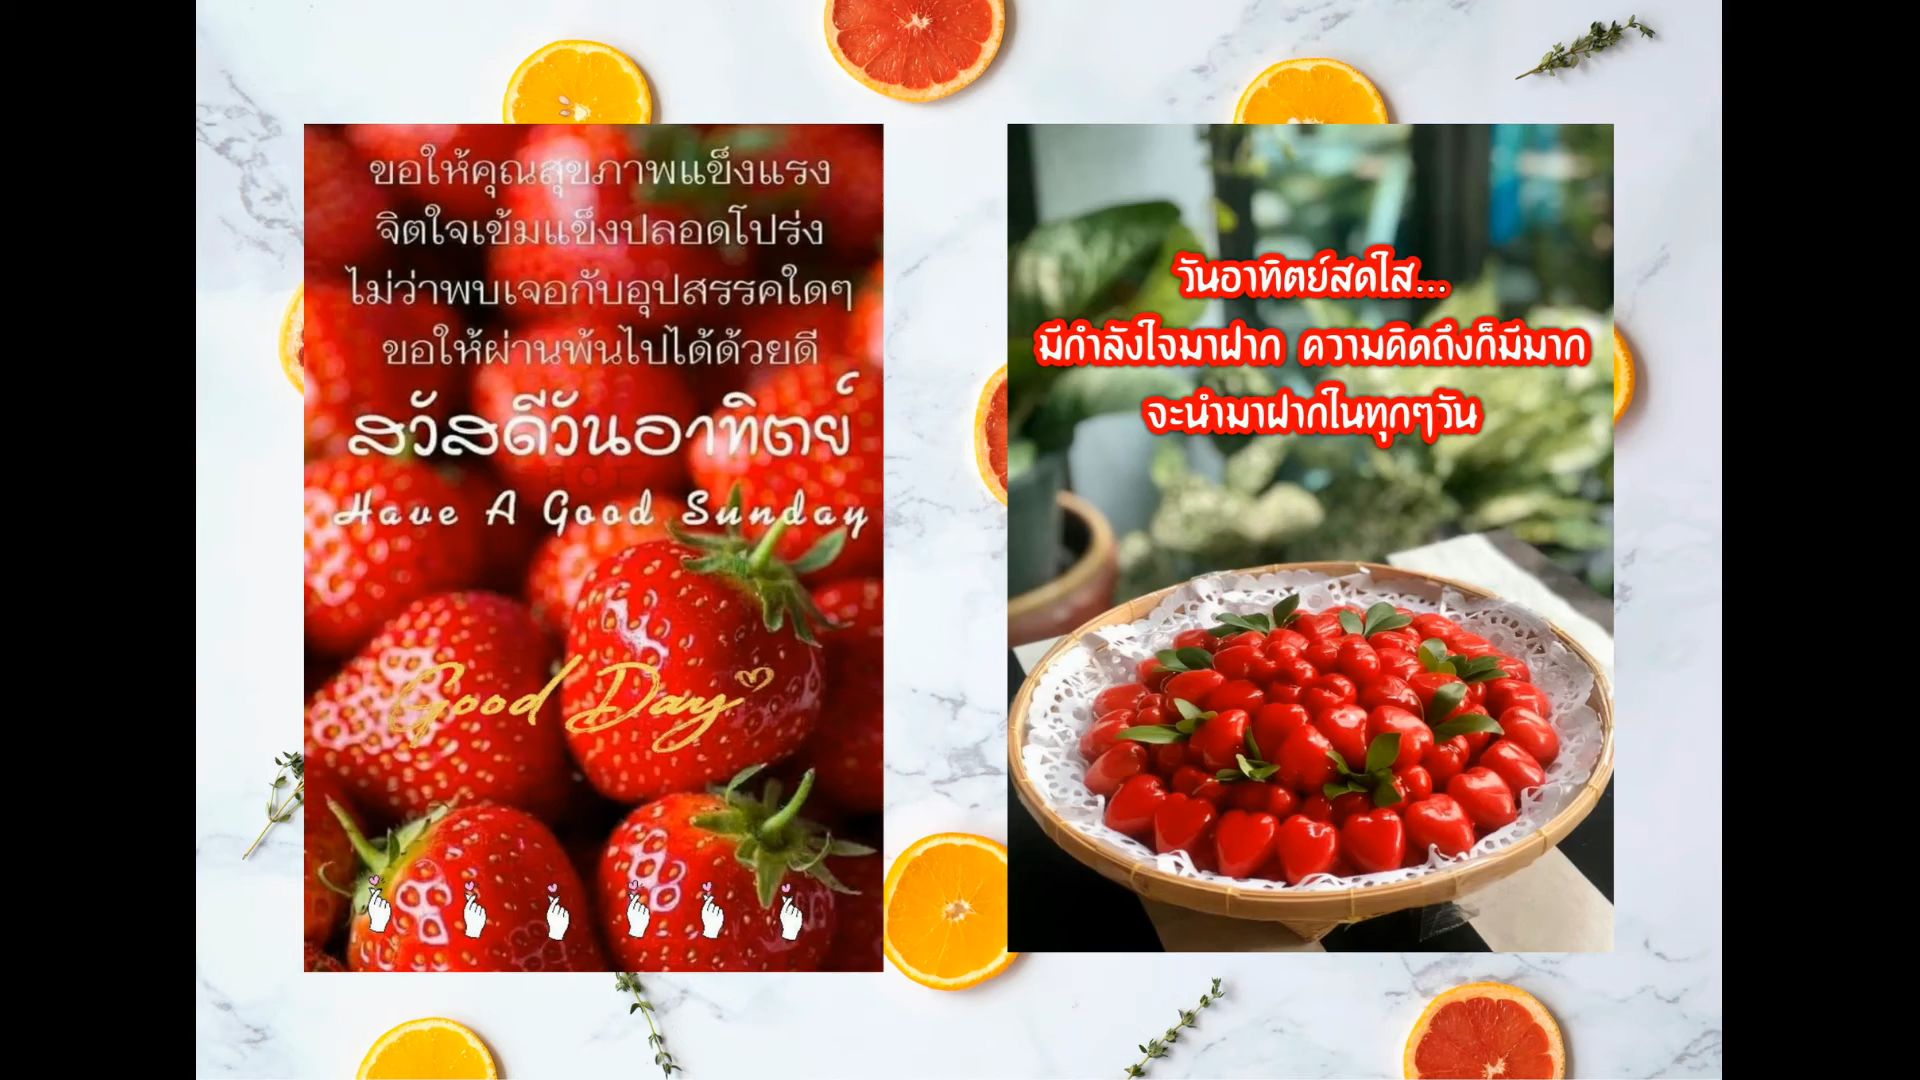 ขอให้คุณสุขภาพแข็งแรง
จิตใจเข้มแข็งปลอดโปร่ง
ไม่ว่าพบเจอกับอุปสรรคใดๆ
ขอให้ผ่านพ้นไปได้ด้วยดี
สวัสดีวันอาทิตย์
Have A Good Sunday
Good Day
วันอาทิตย์สดใส...
มีกำลังใจมาฝาก ความคิดถึงก็มีมาก
จะนำมาฝากในทุกๆวัน